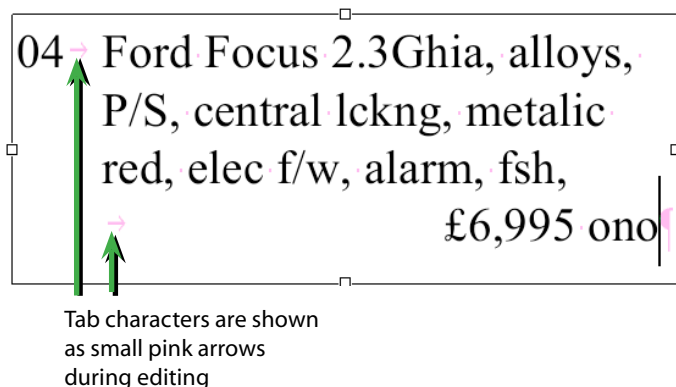 04 → Ford Focus 2.3Ghia, alloys,
P/S, central lckng, metalic
red, elec f/w, alarm, fsh,
→ £6,995 ono¶
Tab characters are shown
as small pink arrows
during editing